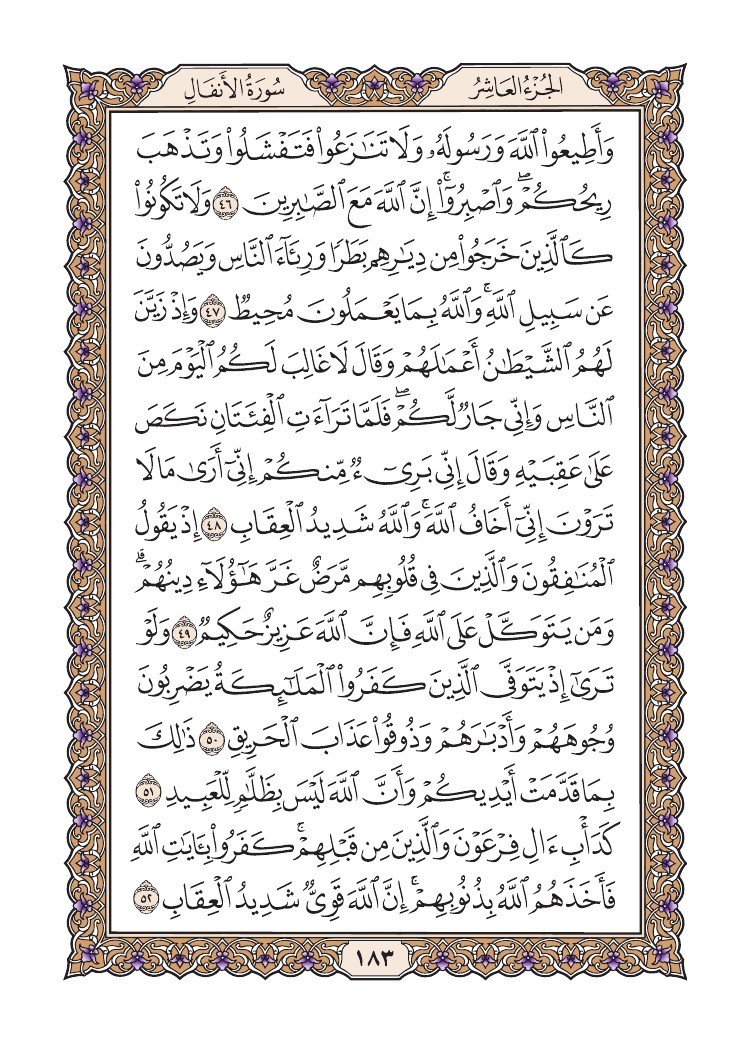 الجُزْءُ العَاشِرُ
سُورَةُ الأَنفَالِ
وَأَطِيعُواْ ٱللَّهَ وَرَسُولَهُۥ وَلَا تَنَٰزَعُواْ فَتَفۡشَلُواْ وَتَذۡهَبَ
رِيحُكُمۡۖ وَٱصۡبِرُوٓاْۚ إِنَّ ٱللَّهَ مَعَ ٱلصَّٰبِرِينَ ٤٦ وَلَا تَكُونُواْ
كَٱلَّذِينَ خَرَجُواْ مِن دِيَٰرِهِم بَطَرٗا وَرِئَآءَ ٱلنَّاسِ وَيَصُدُّونَ
عَن سَبِيلِ ٱللَّهِۚ وَٱللَّهُ بِمَا يَعۡمَلُونَ مُحِيطٞ ٤٧ وَإِذۡ زَيَّنَ
لَهُمُ ٱلشَّيۡطَٰنُ أَعۡمَٰلَهُمۡ وَقَالَ لَا غَالِبَ لَكُمُ ٱلۡيَوۡمَ مِنَ
ٱلنَّاسِ وَإِنِّي جَارٞ لَّكُمۡۖ فَلَمَّا تَرَآءَتِ ٱلۡفِئَتَانِ نَكَصَ
عَلَىٰ عَقِبَيۡهِ وَقَالَ إِنِّي بَرِيٓءٞ مِّنكُمۡ إِنِّيٓ أَرَىٰ مَا لَا
تَرَوۡنَ إِنِّيٓ أَخَافُ ٱللَّهَۚ وَٱللَّهُ شَدِيدُ ٱلۡعِقَابِ ٤٨ إِذۡ يَقُولُ
ٱلۡمُنَٰفِقُونَ وَٱلَّذِينَ فِي قُلُوبِهِم مَّرَضٌ غَرَّ هَٰٓؤُلَآءِ دِينُهُمۡۗ
وَمَن يَتَوَكَّلۡ عَلَى ٱللَّهِ فَإِنَّ ٱللَّهَ عَزِيزٌ حَكِيمٞ ٤٩ وَلَوۡ
تَرَىٰٓ إِذۡ يَتَوَفَّى ٱلَّذِينَ كَفَرُواْ ٱلۡمَلَٰٓئِكَةُ يَضۡرِبُونَ
وُجُوهَهُمۡ وَأَدۡبَٰرَهُمۡ وَذُوقُواْ عَذَابَ ٱلۡحَرِيقِ ٥٠ ذَٰلِكَ
بِمَا قَدَّمَتۡ أَيۡدِيكُمۡ وَأَنَّ ٱللَّهَ لَيۡسَ بِظَلَّٰمٖ لِّلۡعَبِيدِ ٥١
كَدَأۡبِ ءَالِ فِرۡعَوۡنَ وَٱلَّذِينَ مِن قَبۡلِهِمۡۚ كَفَرُواْ بِـَٔايَٰتِ ٱللَّهِ
فَأَخَذَهُمُ ٱللَّهُ بِذُنُوبِهِمۡۚ إِنَّ ٱللَّهَ قَوِيّٞ شَدِيدُ ٱلۡعِقَابِ ٥٢
١٨٣